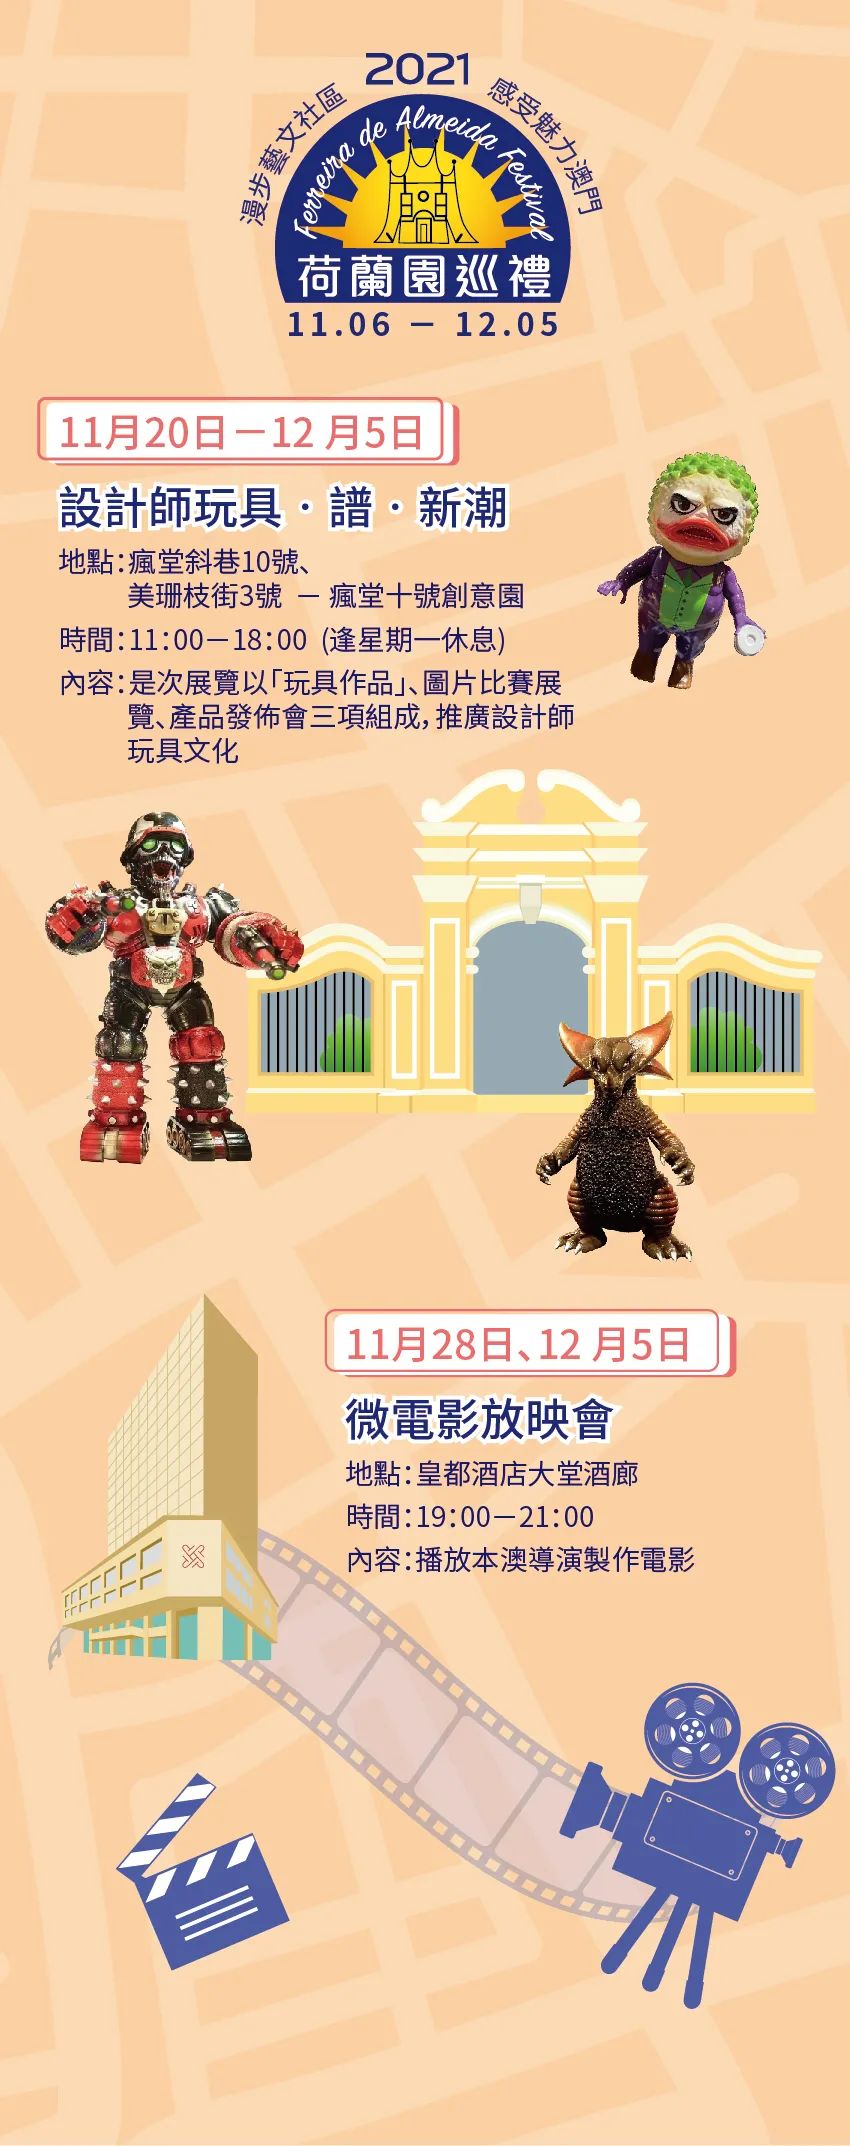 2021
漫步藝文社區
感受魅力澳門
Ferreira de Almeida Festival
荷蘭園巡禮
11.06 － 12.05
11月20日－12 月5日
設計師玩具・譜・新潮
地點：瘋堂斜巷10號、
美珊枝街3號 － 瘋堂十號創意園
時間：11：00－18：00 (逢星期一休息)
內容：是次展覽以「玩具作品」、圖片比賽展
覽、產品發佈會三項組成，推廣設計師
玩具文化
11月28日、12 月5日
微電影放映會
地點：皇都酒店大堂酒廊
時間：19：00－21：00
內容：播放本澳導演製作電影